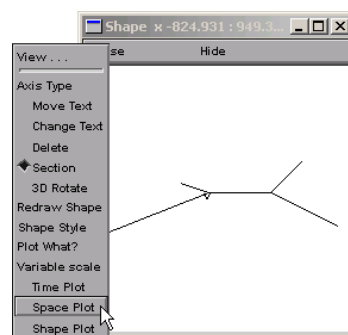 Shape x -824.931 : 949.3...
se Hide
View . . .
Axis Type
Move Text
Change Text
Delete
Section
3D Rotate
Redraw Shape
Shape Style
Plot What?
Variable scale
Time Plot
Space Plot
Shape Plot